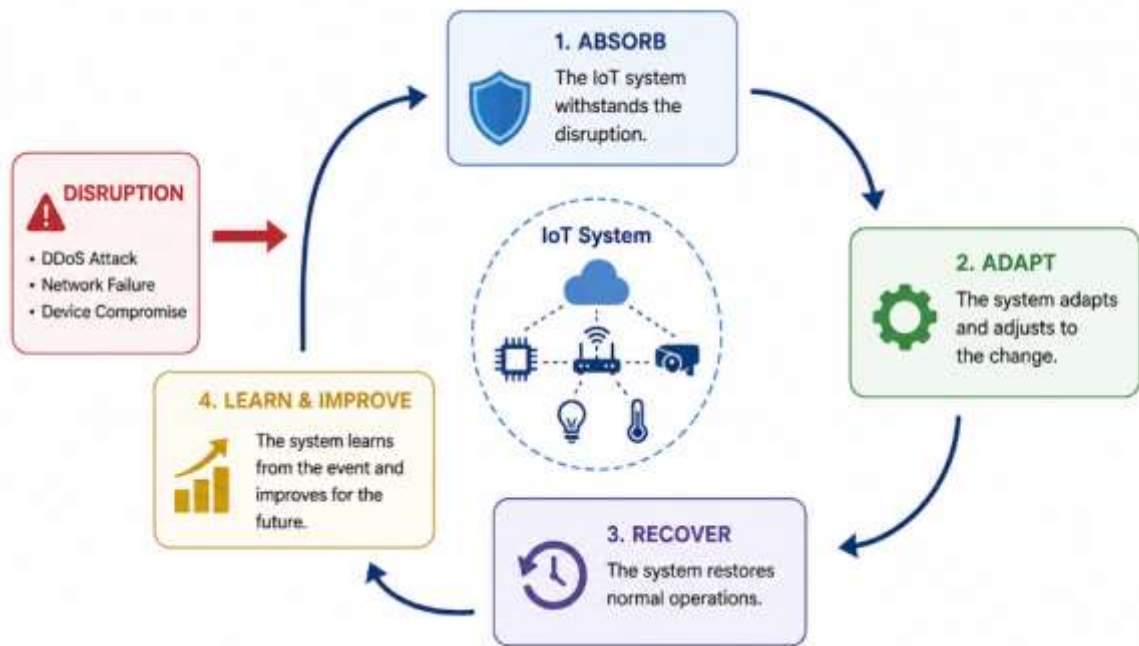 1. ABSORB
The IoT system
withstands the
disruption.
DISRUPTION
• DDoS Attack
• Network Failure
• Device Compromise
IoT System
2. ADAPT
The system adapts
and adjusts to
the change.
4. LEARN & IMPROVE
The system learns
from the event and
improves for the
future.
3. RECOVER
The system restores
normal operations.